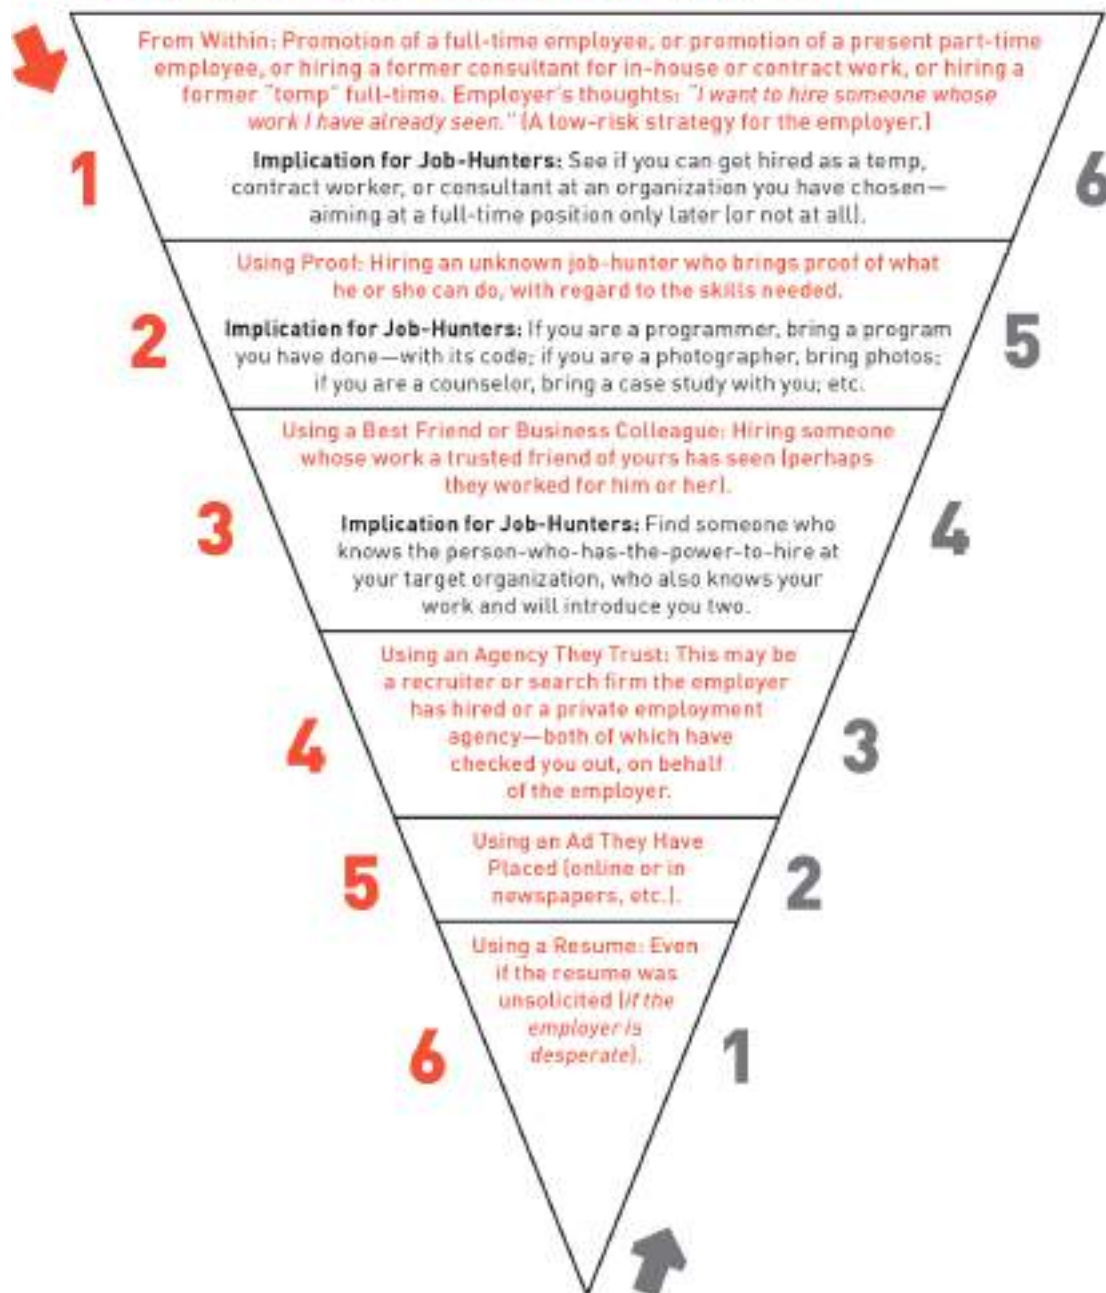 From Within: Promotion of a full-time employee, or promotion of a present part-time
employee, or hiring a former consultant for in-house or contract work, or hiring a
former "temp" full-time. Employer's thoughts: "I want to hire someone whose
work I have already seen." (A low-risk strategy for the employer.)
1
Implication for Job-Hunters: See if you can get hired as a temp,
contract worker, or consultant at an organization you have chosen—
aiming at a full-time position only later (or not at all).
6
Using Proof: Hiring an unknown job-hunter who brings proof of what
he or she can do, with regard to the skills needed.
2
Implication for Job-Hunters: If you are a programmer, bring a program
you have done—with its code; if you are a photographer, bring photos;
if you are a counselor, bring a case study with you; etc.
5
Using a Best Friend or Business Colleague: Hiring someone
whose work a trusted friend of yours has seen (perhaps
they worked for him or her).
3
Implication for Job-Hunters: Find someone who
knows the person-who-has-the-power-to-hire at
your target organization, who also knows your
work and will introduce you two.
4
Using an Agency They Trust: This may be
a recruiter or search firm the employer
has hired or a private employment
agency—both of which have
checked you out, on behalf
of the employer.
4
3
Using an Ad They Have
Placed (online or in
newspapers, etc.).
5
2
Using a Resume: Even
if the resume was
unsolicited (if the
employer is
desperate).
6
1